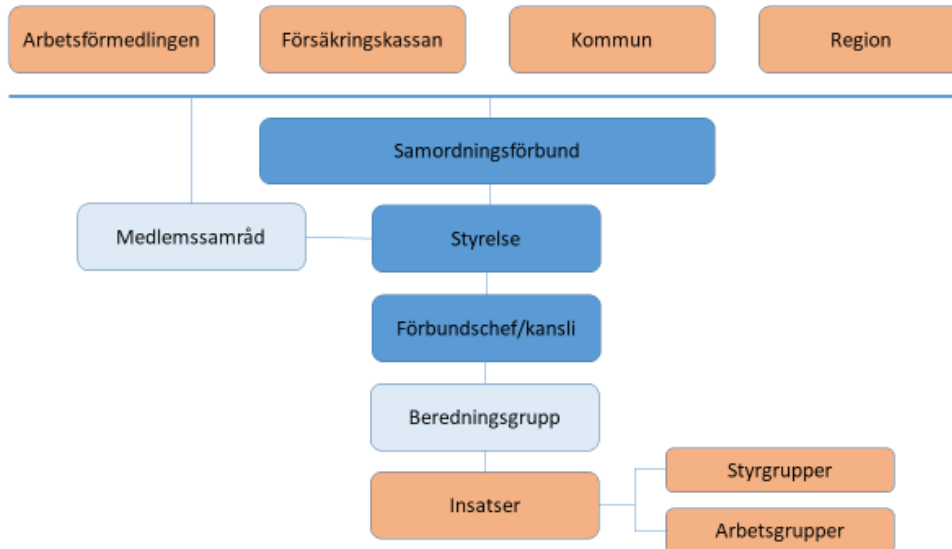 Arbetsförmedlingen
Försäkringskassan
Kommun
Region
Samordningsförbund
Medlemssamråd
Styrelse
Förbundschef/kansli
Beredningsgrupp
Insatser
Styrgrupper
Arbetsgrupper